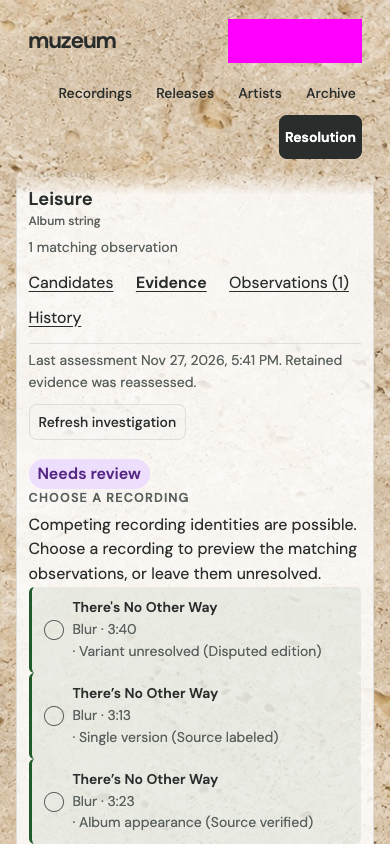 muzeum
Recordings Releases Artists Archive
Resolution
Leisure
Album string
1 matching observation
Candidates Evidence Observations (1)
History
Last assessment Nov 27, 2026, 5:41 PM. Retained
evidence was reassessed.
Refresh investigation
Needs review
CHOOSE A RECORDING
Competing recording identities are possible.
Choose a recording to preview the matching
observations, or leave them unresolved.
There's No Other Way
Blur · 3:40
· Variant unresolved (Disputed edition)
There’s No Other Way
Blur · 3:13
· Single version (Source labeled)
There’s No Other Way
Blur · 3:23
· Album appearance (Source verified)